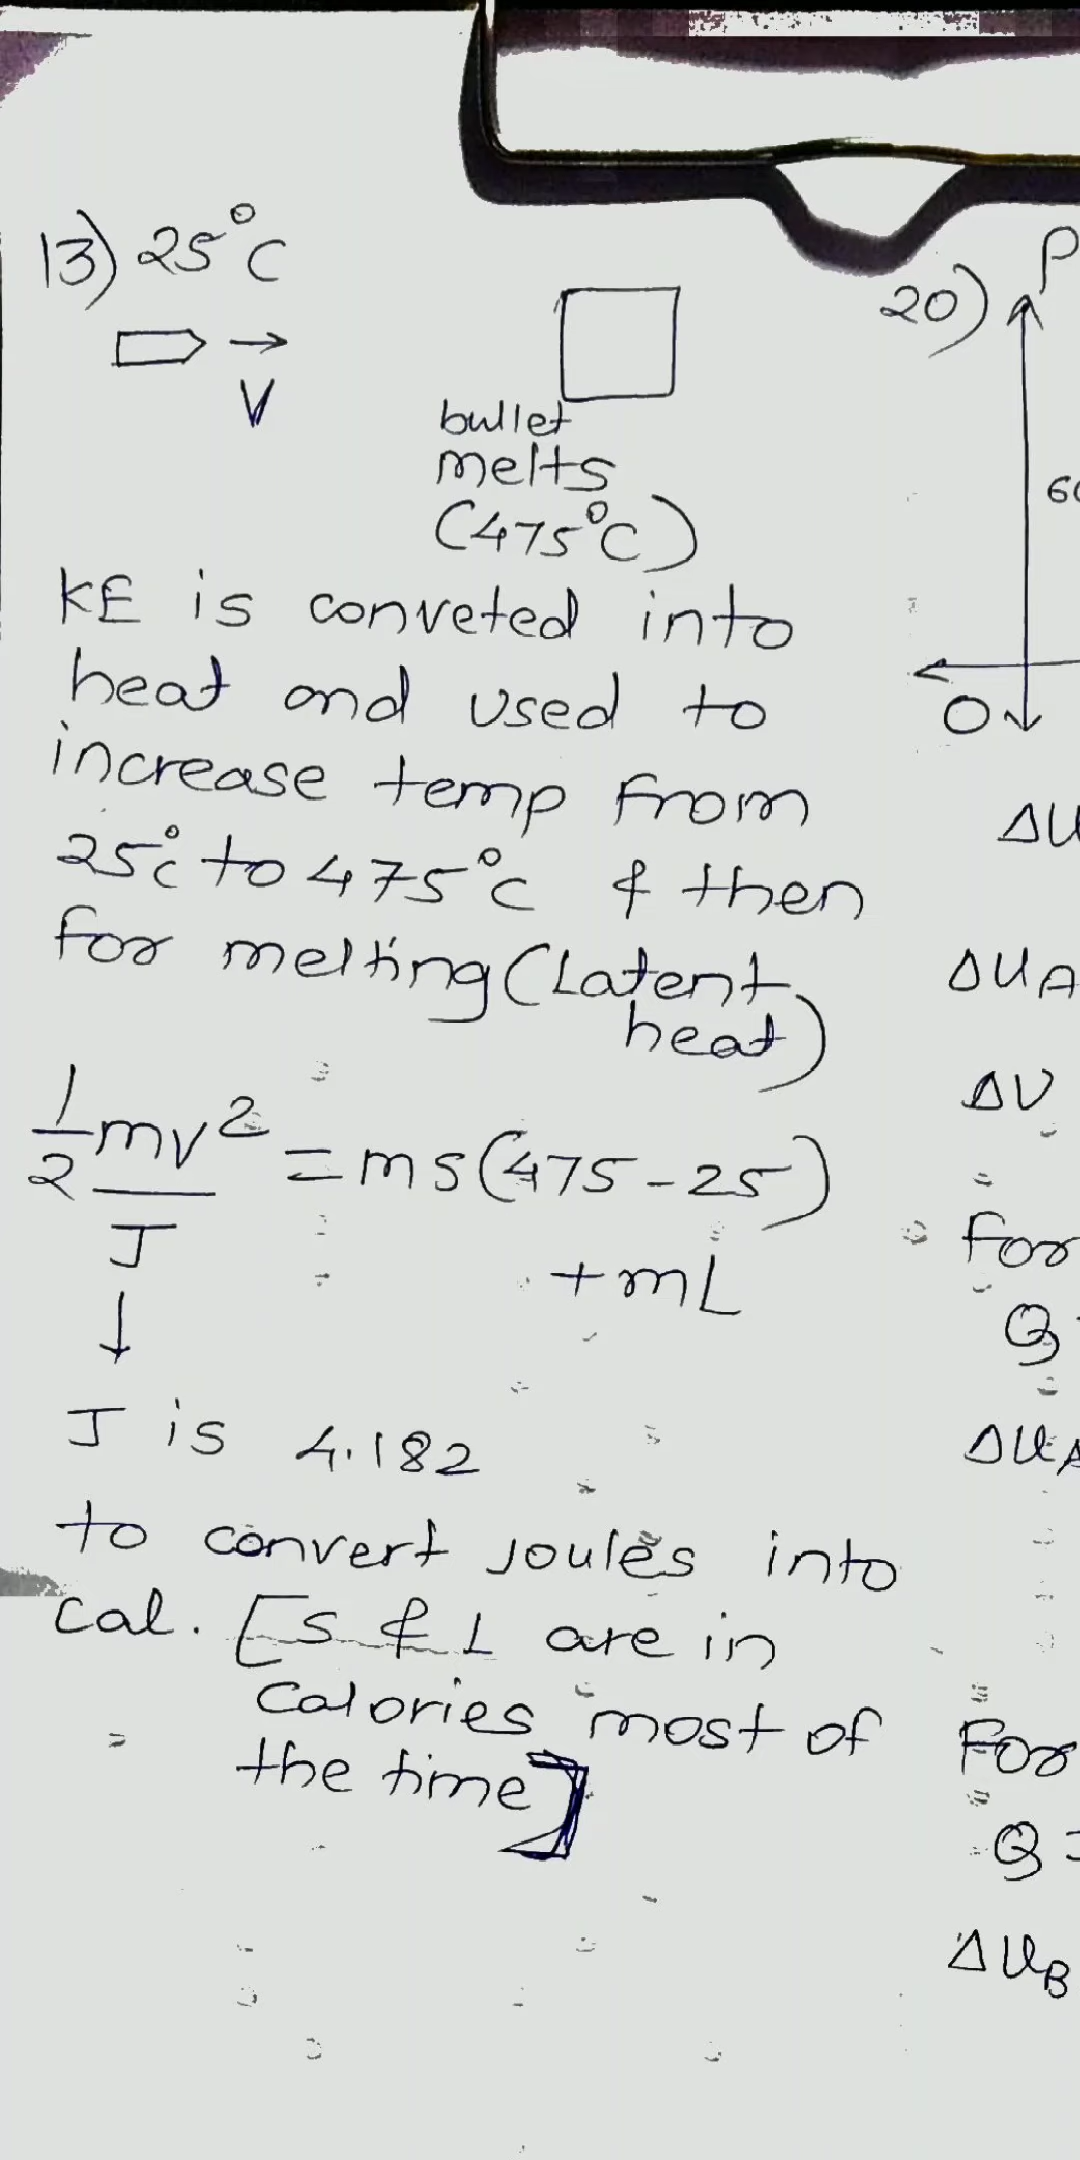 13) 25°C
V
bullet
melts
(475°C)
KE is conveted into
heat and used to
increase temp from
25°C to 475°C & then
for melting (Latent
heat)
1/2 mv²/J = ms(475-25)
+mL
↓
J is 4.182
to convert Joules into
cal. [s & L are in
calories most of
the time]
20) P
60
O
ΔU
ΔUA
ΔV
for
Q
ΔUA
For
Q =
ΔUB